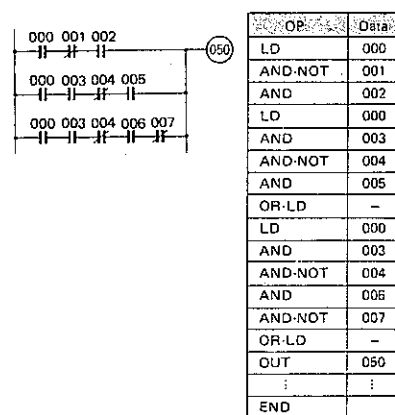 000 001 002
050
000 003 004 005
000 003 004 006 007
OP Data
LD 000
AND-NOT 001
AND 002
LD 000
AND 003
AND-NOT 004
AND 005
OR-LD –
LD 000
AND 003
AND-NOT 004
AND 006
AND-NOT 007
OR-LD –
OUT 050
⋮ ⋮
END